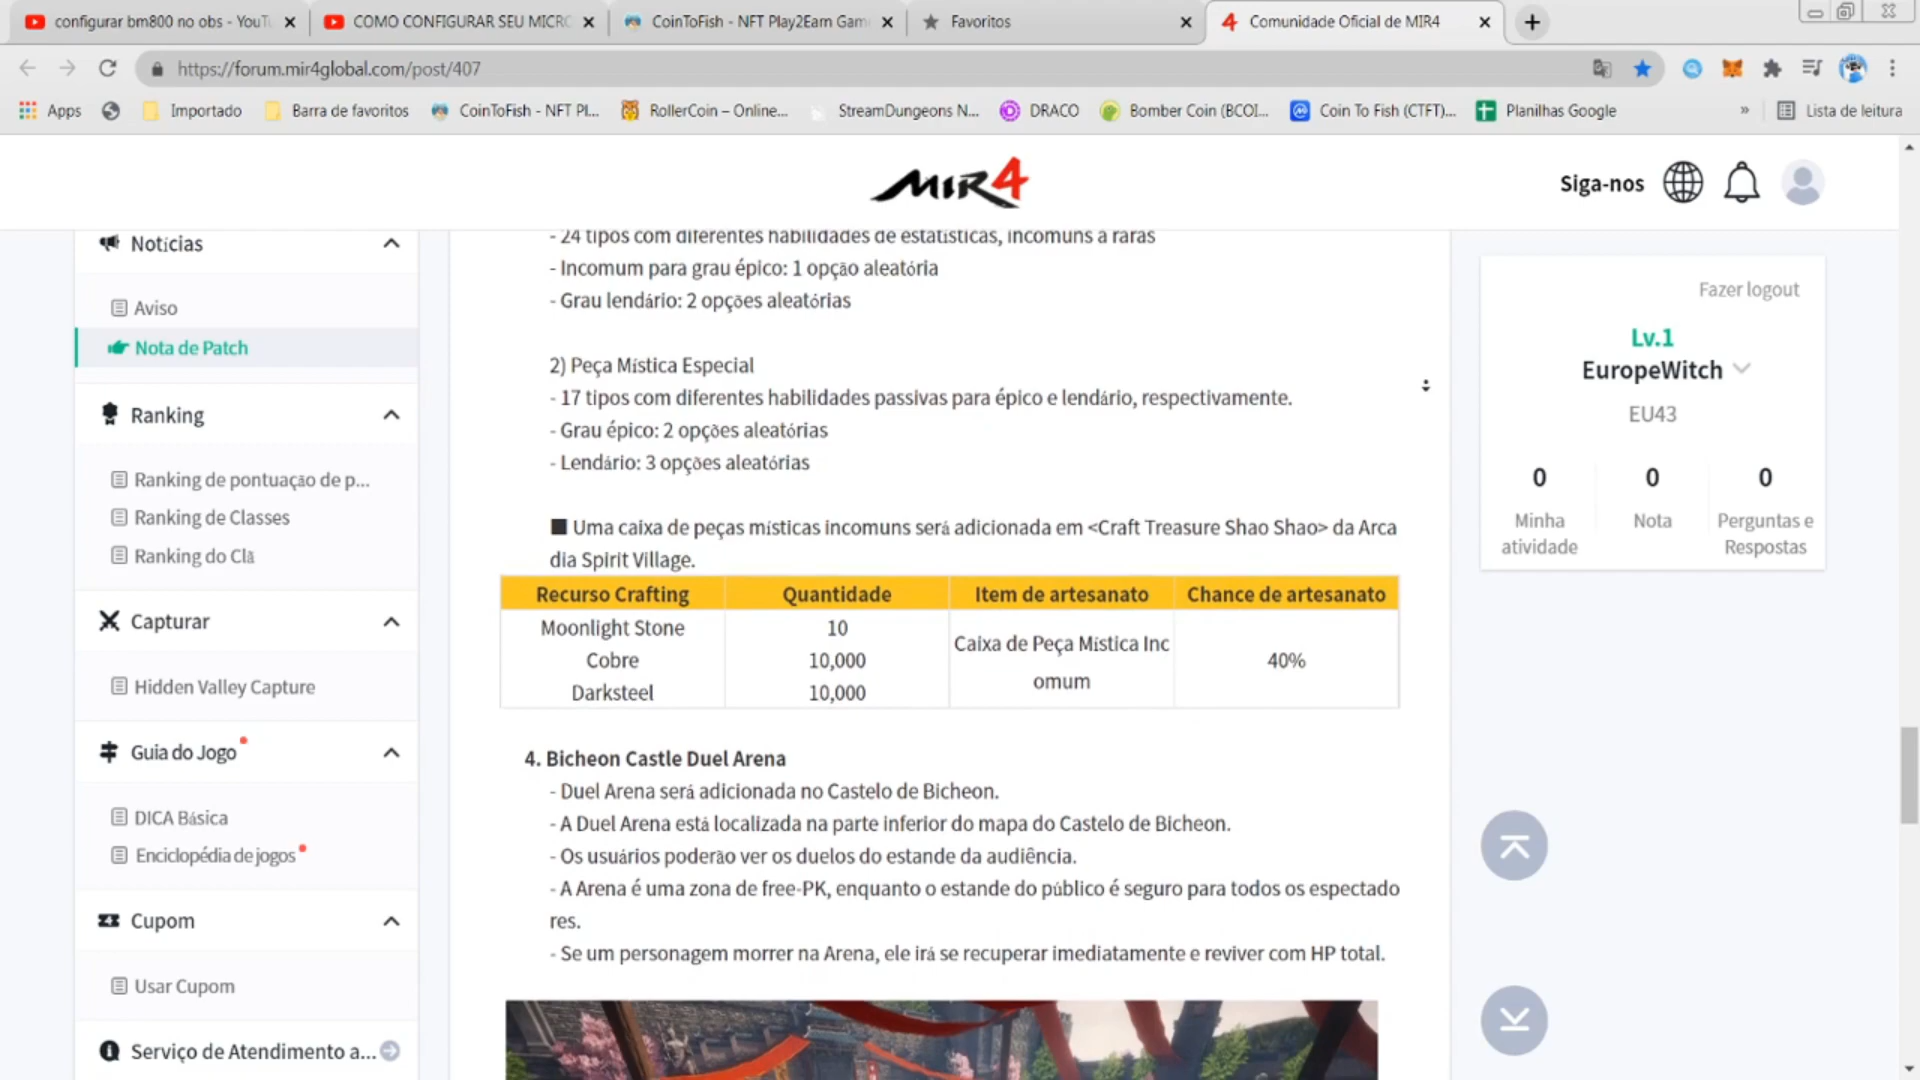 configurar bm800 no obs - YouTu
COMO CONFIGURAR SEU MICRO
CoinToFish - NFT Play2Earn Game
Favoritos
4 Comunidade Oficial de MIR4
https://forum.mir4global.com/post/407
Apps
Importado
Barra de favoritos
CoinToFish - NFT Pl...
RollerCoin – Online...
StreamDungeons N...
DRACO
Bomber Coin (BCOI...
Coin To Fish (CTFT)...
Planilhas Google
»
Lista de leitura
MIR4
Siga-nos
Notícias
Aviso
Nota de Patch
Ranking
Ranking de pontuação de p...
Ranking de Classes
Ranking do Clã
Capturar
Hidden Valley Capture
Guia do Jogo
DICA Básica
Enciclopédia de jogos
Cupom
Usar Cupom
Serviço de Atendimento a...
- 24 tipos com diferentes habilidades de estatísticas, incomuns a raras
- Incomum para grau épico: 1 opção aleatória
- Grau lendário: 2 opções aleatórias
2) Peça Mística Especial
- 17 tipos com diferentes habilidades passivas para épico e lendário, respectivamente.
- Grau épico: 2 opções aleatórias
- Lendário: 3 opções aleatórias
■ Uma caixa de peças místicas incomuns será adicionada em <Craft Treasure Shao Shao> da Arca
dia Spirit Village.
Recurso Crafting Quantidade Item de artesanato Chance de artesanato
Moonlight Stone 10
Cobre 10,000
Darksteel 10,000
Caixa de Peça Mística Inc
omum
40%
4. Bicheon Castle Duel Arena
- Duel Arena será adicionada no Castelo de Bicheon.
- A Duel Arena está localizada na parte inferior do mapa do Castelo de Bicheon.
- Os usuários poderão ver os duelos do estande da audiência.
- A Arena é uma zona de free-PK, enquanto o estande do público é seguro para todos os espectado
res.
- Se um personagem morrer na Arena, ele irá se recuperar imediatamente e reviver com HP total.
Fazer logout
Lv.1
EuropeWitch
EU43
0 0 0
Minha
atividade
Nota
Perguntas e
Respostas